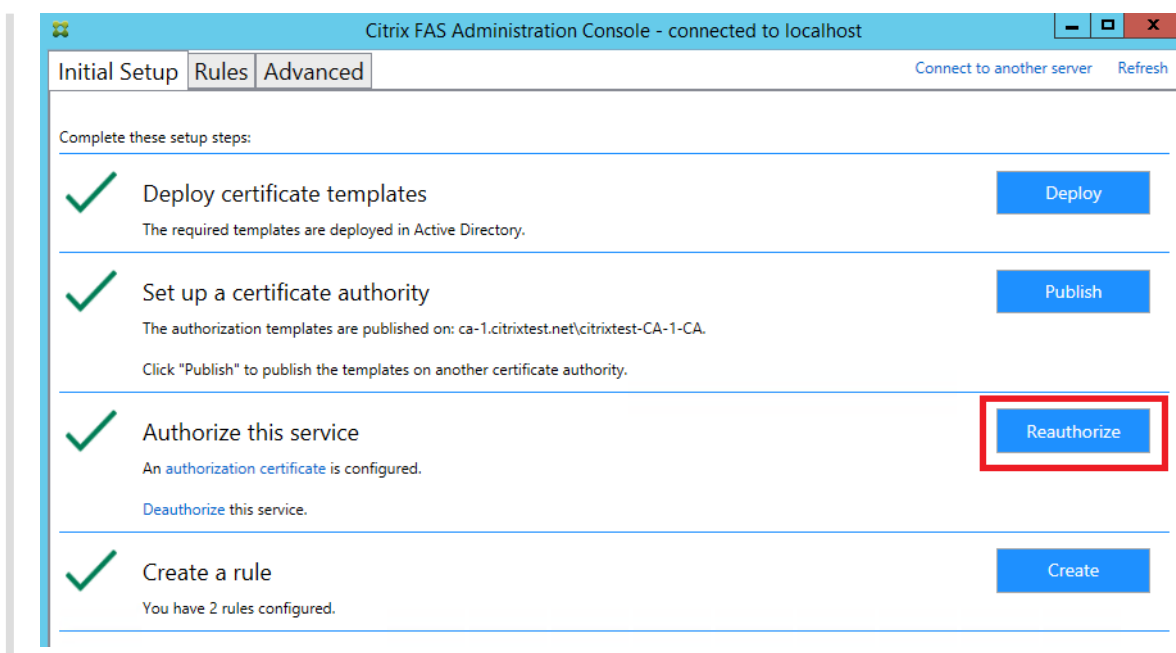 Citrix FAS Administration Console - connected to localhost
Initial Setup Rules Advanced Connect to another server Refresh
Complete these setup steps:
Deploy certificate templates Deploy
The required templates are deployed in Active Directory.
Set up a certificate authority Publish
The authorization templates are published on: ca-1.citrixtest.net\citrixtest-CA-1-CA.
Click "Publish" to publish the templates on another certificate authority.
Authorize this service Reauthorize
An authorization certificate is configured.
Deauthorize this service.
Create a rule Create
You have 2 rules configured.